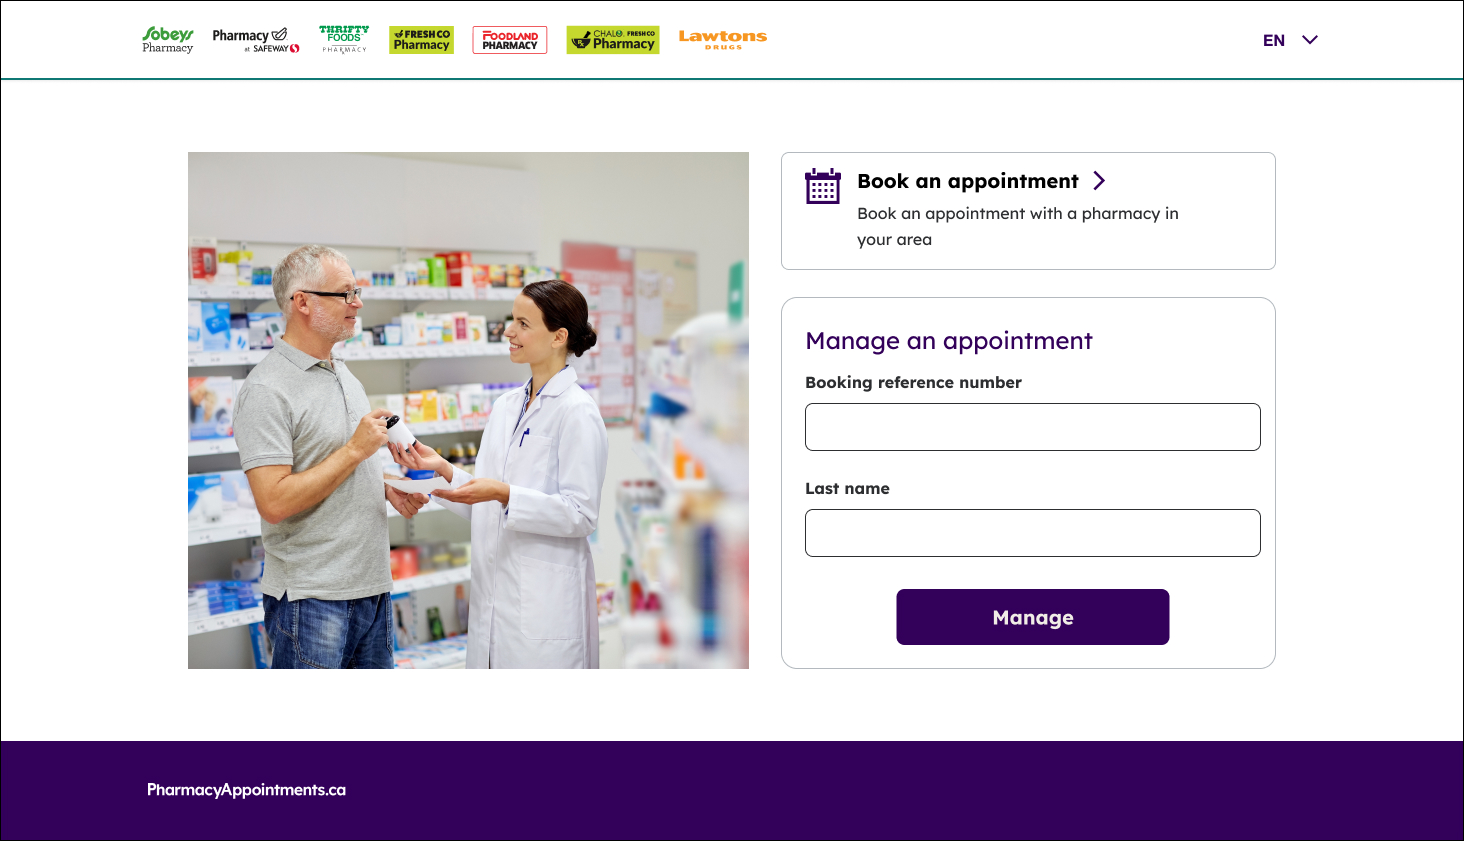 Sobeys
Pharmacy
Pharmacy
at SAFEWAY
THRIFTY
FOODS
PHARMACY
FRESHCO
Pharmacy
FOODLAND
PHARMACY
CHALO FRESHCO
Pharmacy
Lawtons
DRUGS
EN
Book an appointment
Book an appointment with a pharmacy in
your area
Manage an appointment
Booking reference number
Last name
Manage
PharmacyAppointments.ca